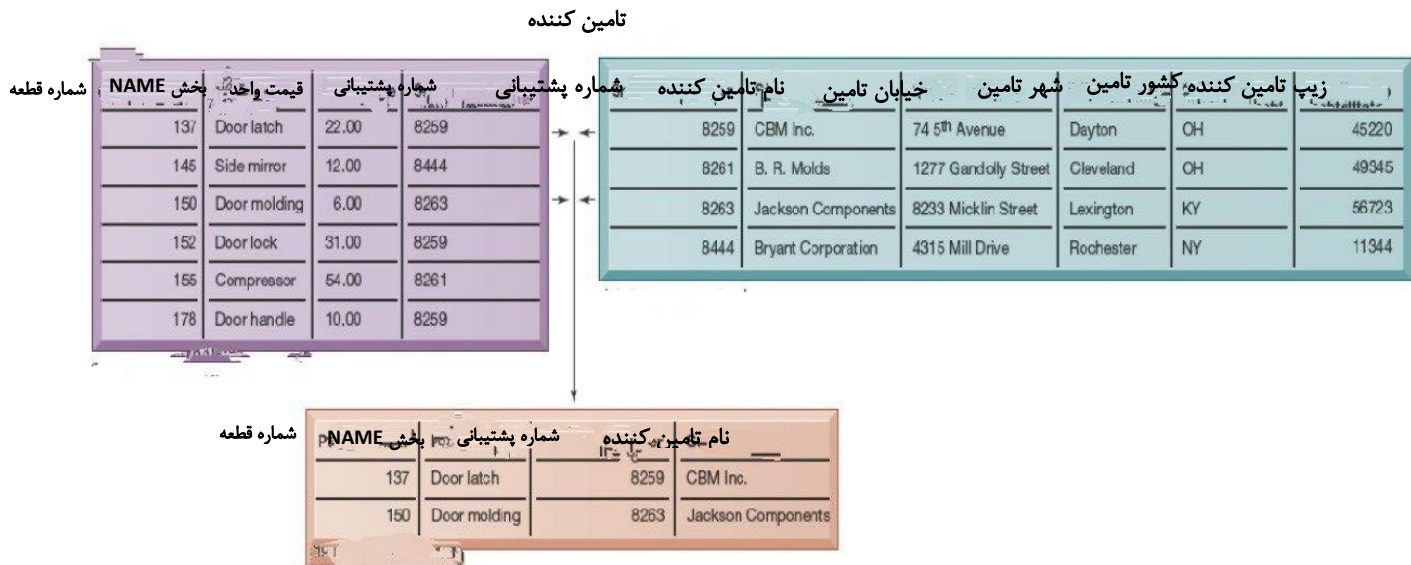 تامین کننده
شماره قطعه NAME بخش قیمت واحد شماره پشتیبانی
137 Door latch 22.00 8259
145 Side mirror 12.00 8444
150 Door molding 6.00 8263
152 Door lock 31.00 8259
155 Compressor 54.00 8261
178 Door handle 10.00 8259
شماره پشتیبانی نام تامین کننده خیابان تامین شهر تامین کشور تامین زیپ تامین کننده
8259 CBM Inc. 74 5th Avenue Dayton OH 45220
8261 B. R. Molds 1277 Gandolly Street Cleveland OH 49345
8263 Jackson Components 8233 Micklin Street Lexington KY 56723
8444 Bryant Corporation 4315 Mill Drive Rochester NY 11344
شماره قطعه NAME بخش شماره پشتیبانی نام تامین کننده
137 Door latch 8259 CBM Inc.
150 Door molding 8263 Jackson Components